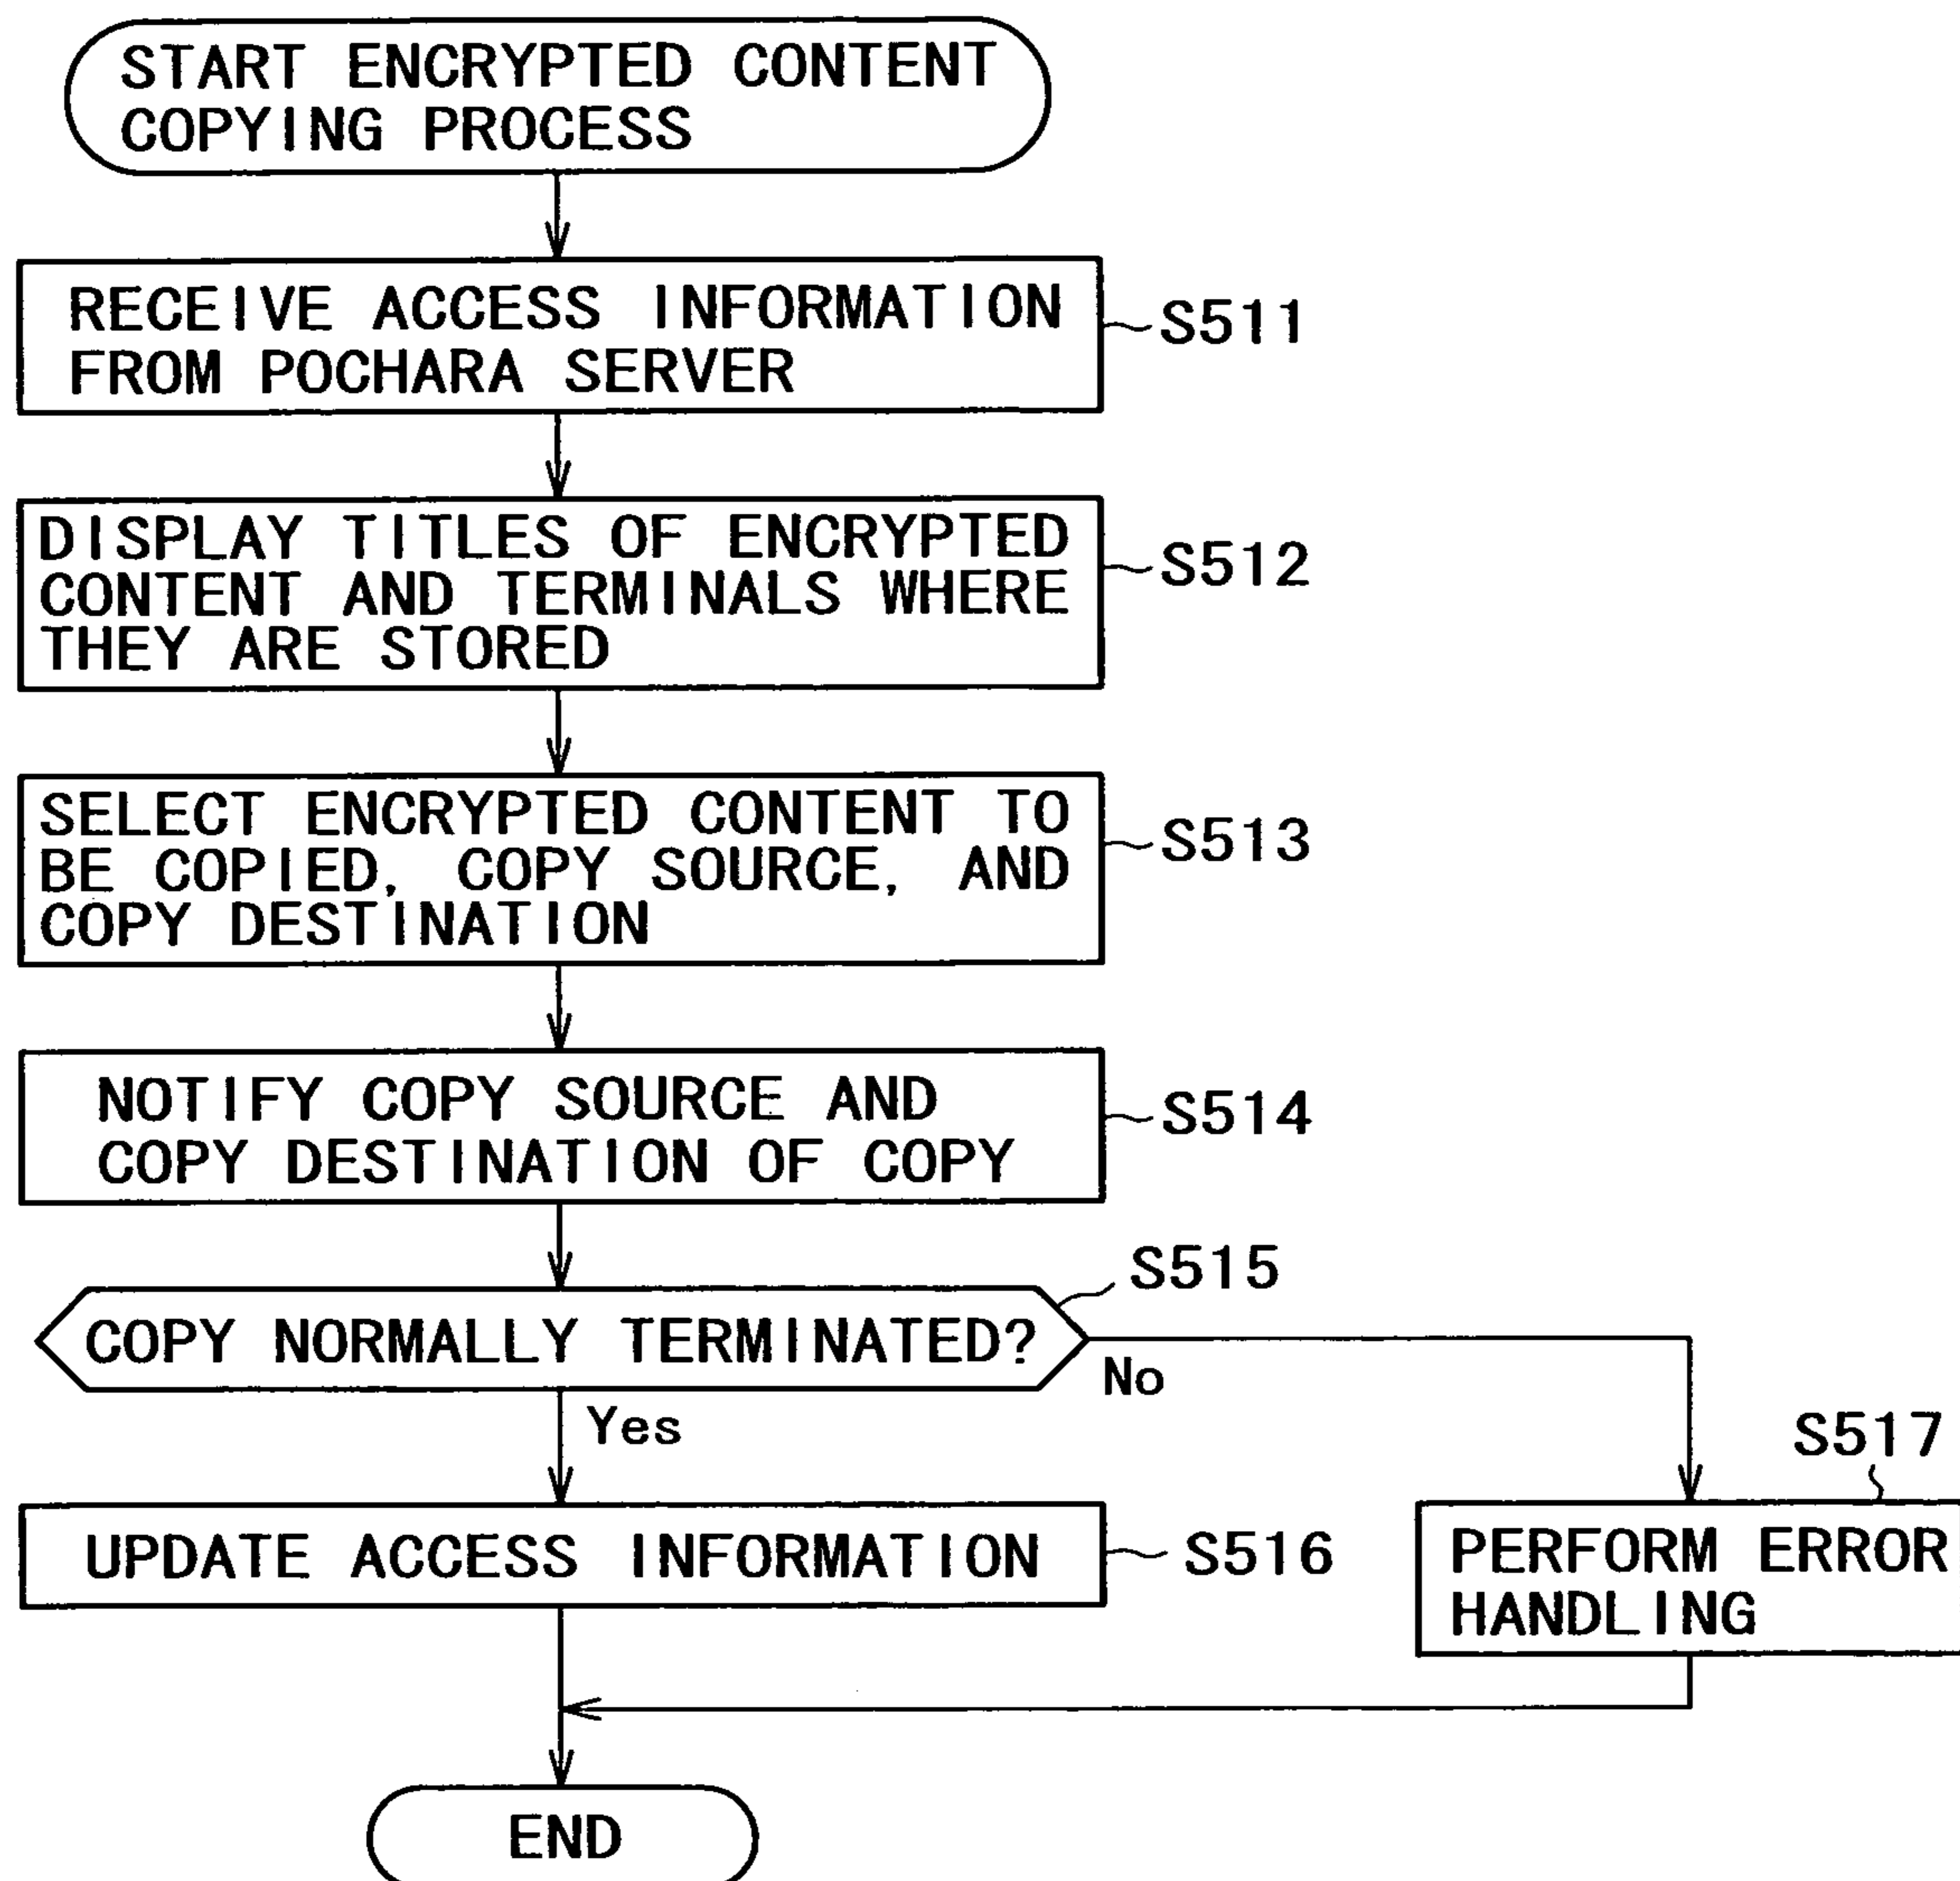 START ENCRYPTED CONTENT
COPYING PROCESS
RECEIVE ACCESS INFORMATION
FROM POCHARA SERVER
S511
DISPLAY TITLES OF ENCRYPTED
CONTENT AND TERMINALS WHERE
THEY ARE STORED
S512
SELECT ENCRYPTED CONTENT TO
BE COPIED, COPY SOURCE, AND
COPY DESTINATION
S513
NOTIFY COPY SOURCE AND
COPY DESTINATION OF COPY
S514
S515
COPY NORMALLY TERMINATED?
No
Yes
S517
UPDATE ACCESS INFORMATION
S516
PERFORM ERROR
HANDLING
END